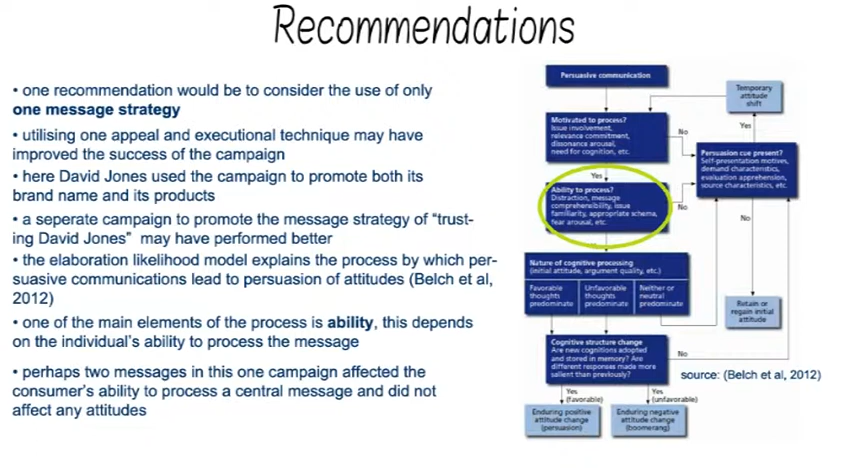 Recommendations
• one recommendation would be to consider the use of only
one message strategy
• utilising one appeal and executional technique may have
improved the success of the campaign
• here David Jones used the campaign to promote both its
brand name and its products
• a seperate campaign to promote the message strategy of “trust-
ing David Jones” may have performed better
• the elaboration likelihood model explains the process by which per-
suasive communications lead to persuasion of attitudes (Belch et al,
2012)
• one of the main elements of the process is ability, this depends
on the individual's ability to process the message
• perhaps two messages in this one campaign affected the
consumer's ability to process a central message and did not
affect any attitudes
Persuasive communication
Temporary
attitude
shift
Motivated to process?
Issue involvement,
relevance commitment,
dissonance arousal,
need for cognition, etc.
No
Yes
Persuasion cue present?
Self-presentation motives,
demand characteristics,
evaluation apprehension,
source characteristics, etc.
Yes
Ability to process?
Distraction, message
comprehensibility, issue
familiarity, appropriate schema,
fear arousal, etc.
No
No
Nature of cognitive processing
(initial attitude, argument quality, etc.)
Favorable
thoughts
predominate
Unfavorable
thoughts
predominate
Neither or
neutral
predominate
Retain or
regain initial
attitude
Cognitive structure change
Are new cognitions adopted
and stored in memory? Are
different responses made more
salient than previously?
No
source: (Belch et al, 2012)
Yes
(favorable)
Yes
(unfavorable)
Enduring positive
attitude change
(persuasion)
Enduring negative
attitude change
(boomerang)